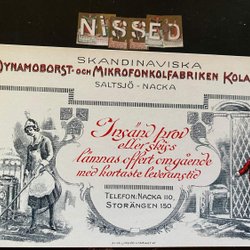 NISSED
SKANDINAVISKA
DYNAMOBORST- OCH MIKROFONKOLFABRIKEN KOLA
SALTSJÖ - NACKA
Insänd prov
eller skiss
lämnas offert omgående
med kortaste leveranstid
TELEFON: NACKA 110,
STORÄNGEN 150